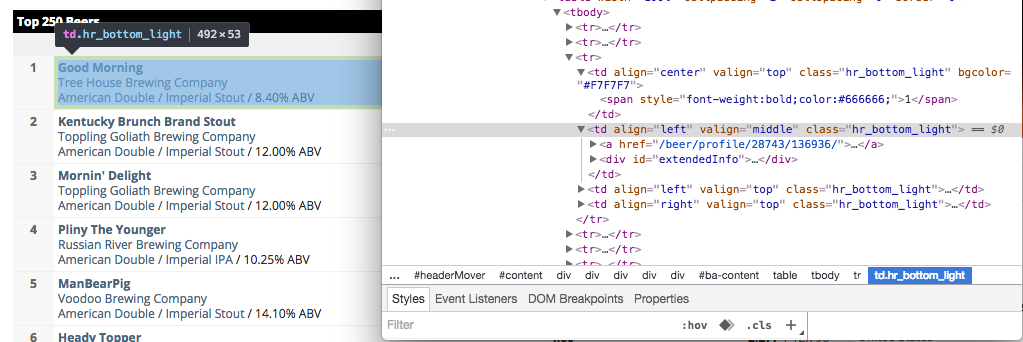 Top 250 Beers
td.hr_bottom_light | 492×53
1
Good Morning
Tree House Brewing Company
American Double / Imperial Stout / 8.40% ABV
2
Kentucky Brunch Brand Stout
Toppling Goliath Brewing Company
American Double / Imperial Stout / 12.00% ABV
3
Mornin' Delight
Toppling Goliath Brewing Company
American Double / Imperial Stout / 12.00% ABV
4
Pliny The Younger
Russian River Brewing Company
American Double / Imperial IPA / 10.25% ABV
5
ManBearPig
Voodoo Brewing Company
American Double / Imperial Stout / 14.10% ABV
6
Heady Topper
▼<tbody>
▶<tr>…</tr>
▶<tr>…</tr>
▼<tr>
▼<td align="center" valign="top" class="hr_bottom_light" bgcolor=
"#F7F7F7">
<span style="font-weight:bold;color:#666666;">1</span>
</td>
… ▼<td align="left" valign="middle" class="hr_bottom_light"> == $0
▶<a href="/beer/profile/28743/136936/">…</a>
▶<div id="extendedInfo">…</div>
</td>
▶<td align="left" valign="top" class="hr_bottom_light">…</td>
▶<td align="right" valign="top" class="hr_bottom_light">…</td>
</tr>
▶<tr>…</tr>
▶<tr>…</tr>
▶<tr>…</tr>
… #headerMover #content div div div div div #ba-content table tbody tr td.hr_bottom_light
Styles Event Listeners DOM Breakpoints Properties
Filter :hov .cls +